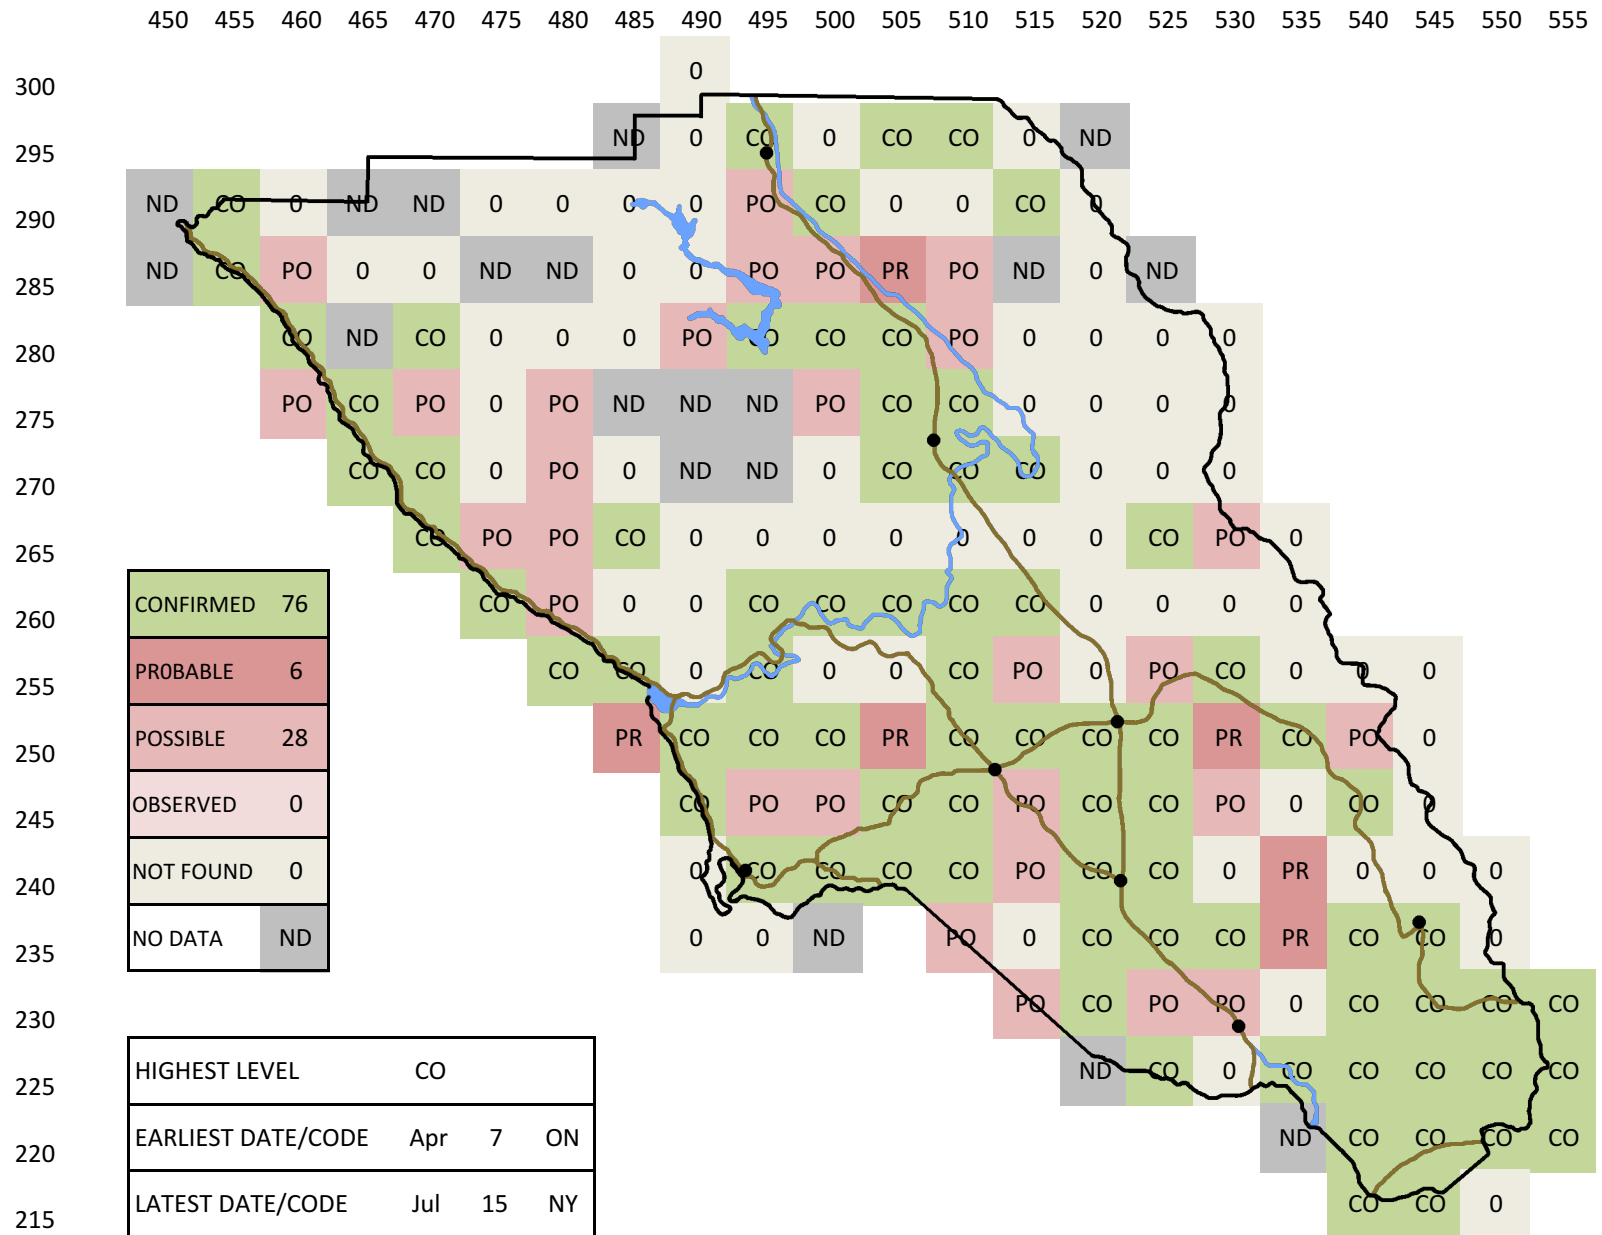 450 455 460 465 470 475 480 485 490 495 500 505 510 515 520 525 530 535 540 545 550 555
300 0
295 ND 0 CO 0 CO CO 0 ND
290 ND CO 0 ND ND 0 0 0 0 PO CO 0 0 CO 0
285 ND CO PO 0 0 ND ND 0 0 PO PO PR PO ND 0 ND
280 CO ND CO 0 0 0 PO CO CO CO PO 0 0 0 0
275 PO CO PO 0 PO ND ND ND PO CO CO 0 0 0 0
270 CO CO 0 PO 0 ND ND 0 CO CO CO 0 0 0
265 CO PO PO CO 0 0 0 0 0 0 0 CO PO 0
260 CO PO 0 0 CO CO CO CO CO 0 0 0 0
255 CO CO 0 CO 0 0 CO PO 0 PO CO 0 0 0
250 PR CO CO CO PR CO CO CO CO PR CO PO 0
245 CO PO PO CO CO PO CO CO PO 0 CO 0
240 0 CO CO CO CO PO CO CO 0 PR 0 0 0
235 0 0 ND PO 0 CO CO CO PR CO CO 0
230 PO CO PO PO 0 CO CO CO CO
225 ND CO 0 CO CO CO CO CO
220 ND CO CO CO CO
215 CO CO 0
CONFIRMED 76
PR0BABLE 6
POSSIBLE 28
OBSERVED 0
NOT FOUND 0
NO DATA ND
HIGHEST LEVEL CO
EARLIEST DATE/CODE Apr 7 ON
LATEST DATE/CODE Jul 15 NY